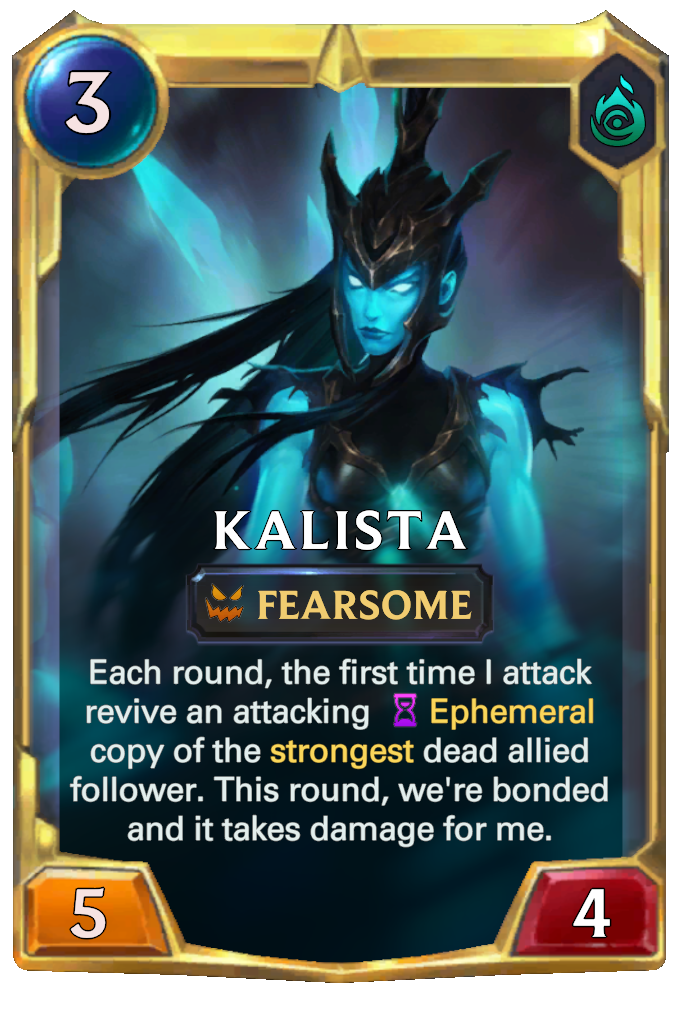 3
KALISTA
FEARSOME
Each round, the first time I attack
revive an attacking Ephemeral
copy of the strongest dead allied
follower. This round, we're bonded
and it takes damage for me.
5 4